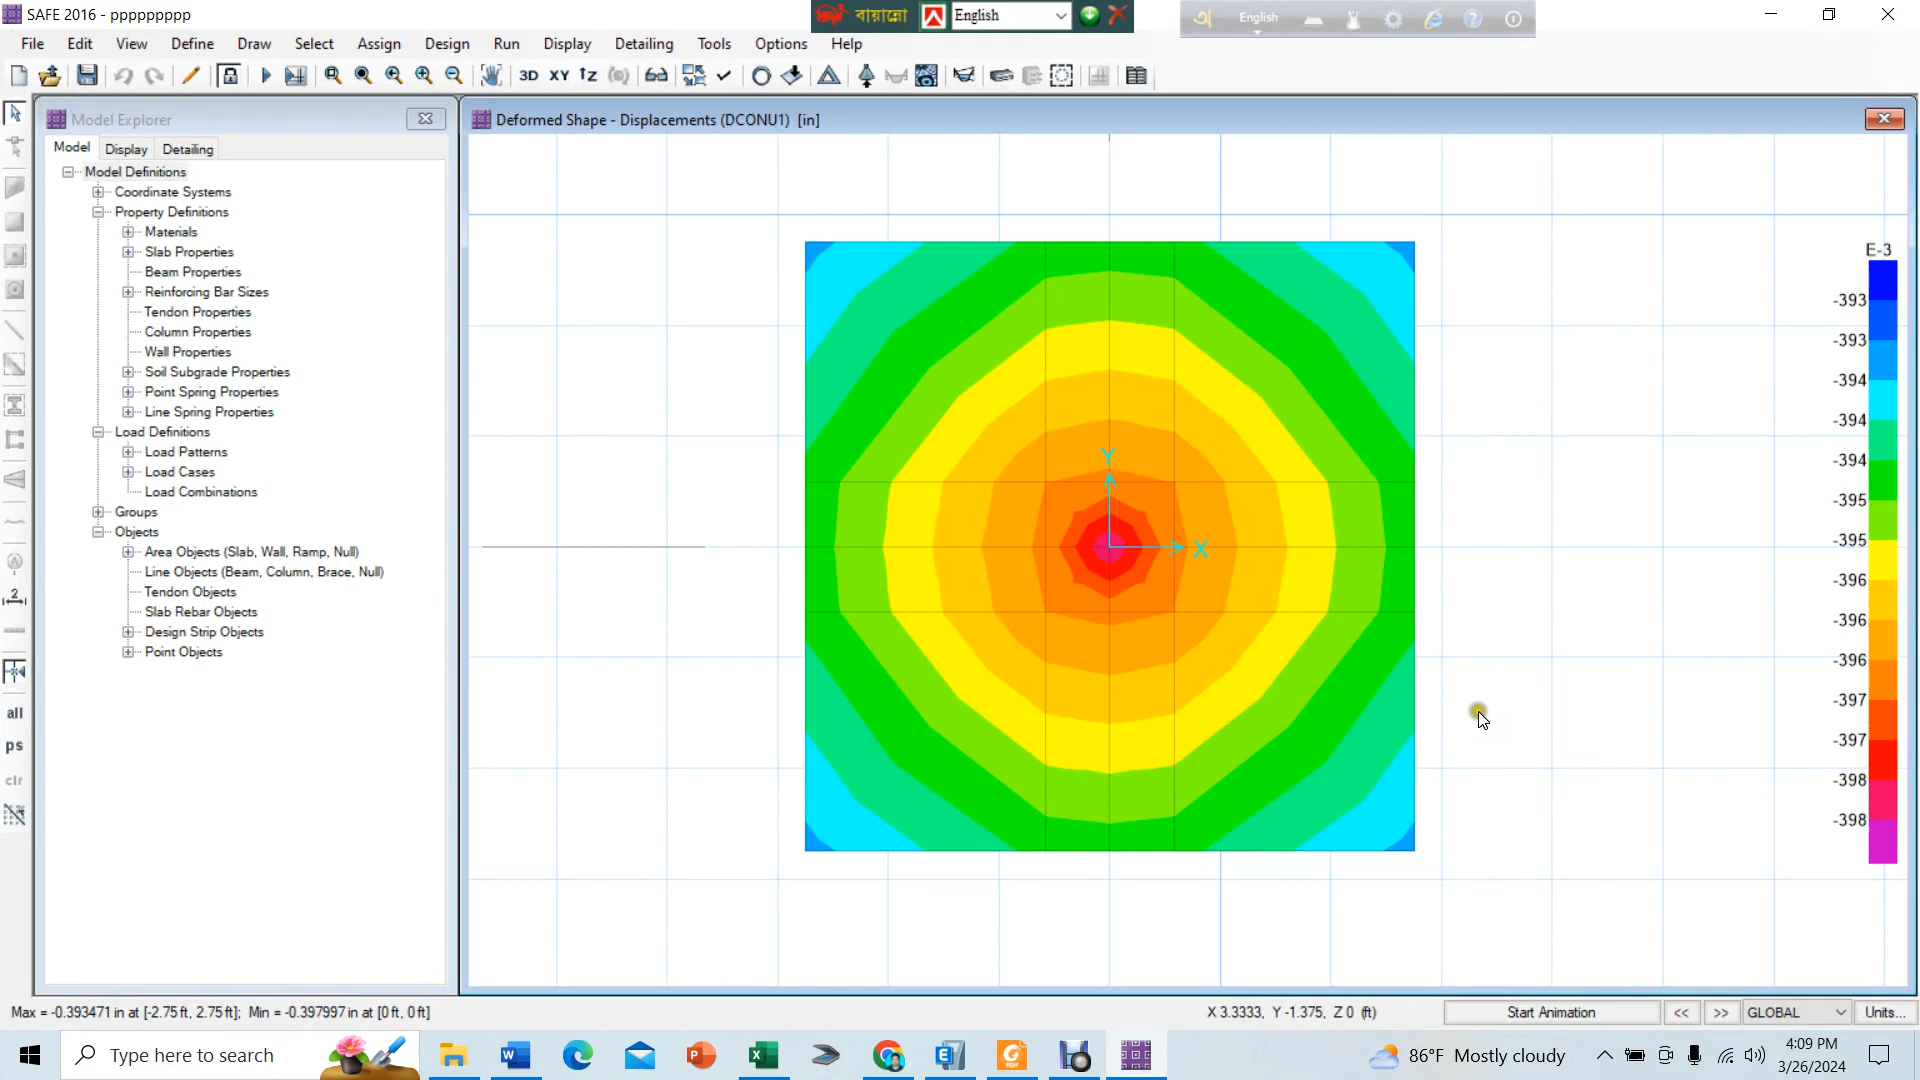 SAFE 2016 - ppppppppp
বায়ান্নো
English
English
File Edit View Define Draw Select Assign Design Run Display Detailing Tools Options Help
3D XY
Model Explorer
Deformed Shape - Displacements (DCONU1) [in]
Model Display Detailing
Model Definitions
Coordinate Systems
Property Definitions
Materials
Slab Properties
Beam Properties
Reinforcing Bar Sizes
Tendon Properties
Column Properties
Wall Properties
Soil Subgrade Properties
Point Spring Properties
Line Spring Properties
Load Definitions
Load Patterns
Load Cases
Load Combinations
Groups
Objects
Area Objects (Slab, Wall, Ramp, Null)
Line Objects (Beam, Column, Brace, Null)
Tendon Objects
Slab Rebar Objects
Design Strip Objects
Point Objects
all
ps
clr
Y
X
E-3
-393
-393
-394
-394
-394
-395
-395
-396
-396
-396
-397
-397
-398
-398
Max = -0.393471 in at [-2.75 ft, 2.75 ft]; Min = -0.397997 in at [0 ft, 0 ft]
X 3.3333, Y -1.375, Z 0 (ft)
Start Animation
<< >>
GLOBAL
Units...
Type here to search
86°F Mostly cloudy
4:09 PM
3/26/2024